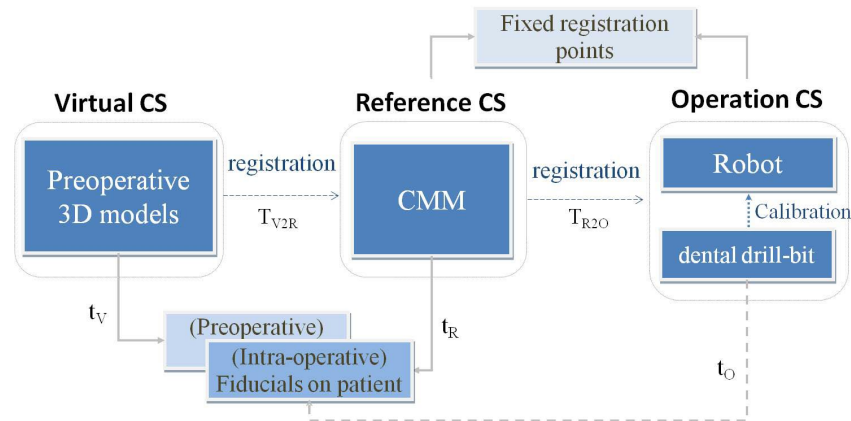 Fixed registration
points
Virtual CS
Reference CS
Operation CS
Preoperative
3D models
registration
T_V2R
CMM
registration
T_R2O
Robot
Calibration
dental drill-bit
t_V
(Preoperative)
(Intra-operative)
Fiducials on patient
t_R
t_O